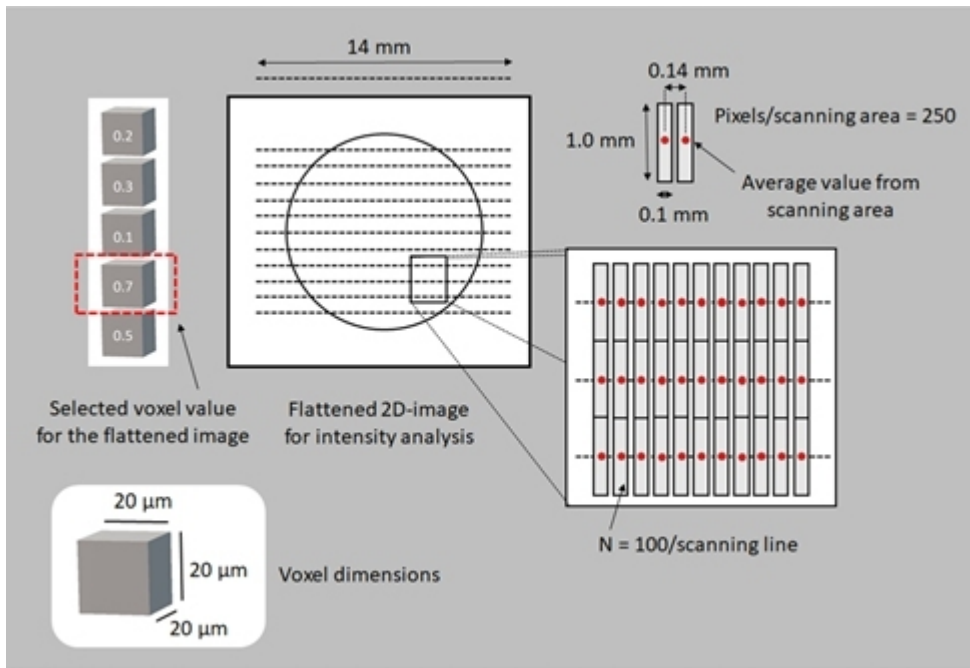 14 mm
0.14 mm
Pixels/scanning area = 250
1.0 mm
Average value from
scanning area
0.1 mm
0.2
0.3
0.1
0.7
0.5
Selected voxel value
for the flattened image
Flattened 2D-image
for intensity analysis
N = 100/scanning line
20 µm
20 µm
20 µm
Voxel dimensions